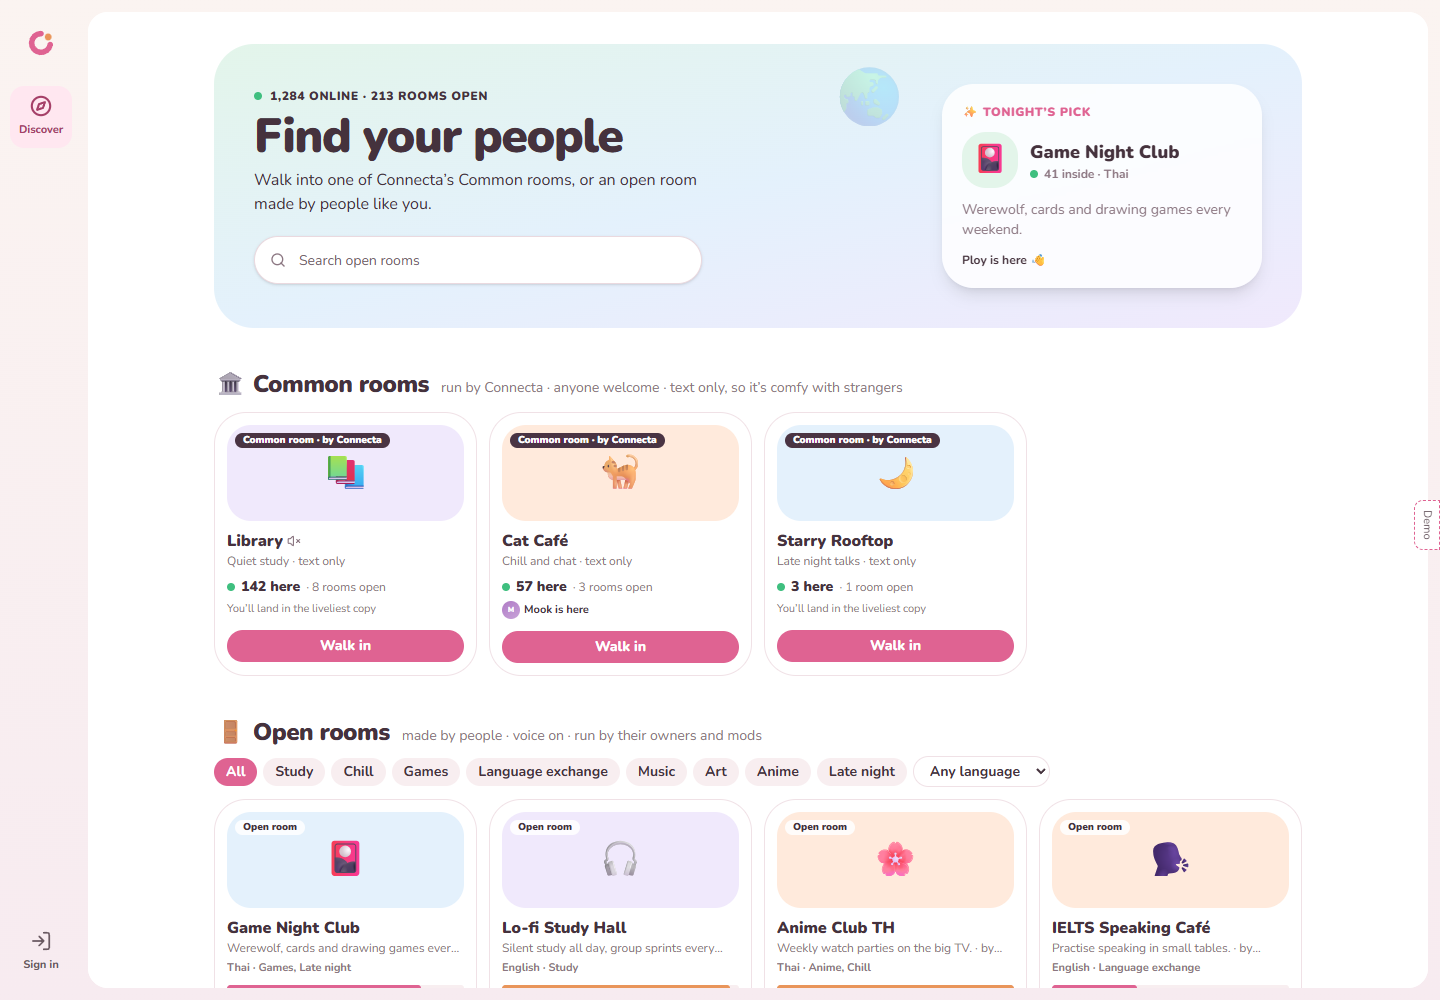 Discover
1,284 ONLINE · 213 ROOMS OPEN
Find your people
Walk into one of Connecta's Common rooms, or an open room
made by people like you.
Search open rooms
TONIGHT'S PICK
Game Night Club
41 inside · Thai
Werewolf, cards and drawing games every
weekend.
Ploy is here
Common rooms run by Connecta · anyone welcome · text only, so it's comfy with strangers
Common room · by Connecta
Library
Quiet study · text only
142 here · 8 rooms open
You'll land in the liveliest copy
Walk in
Common room · by Connecta
Cat Café
Chill and chat · text only
57 here · 3 rooms open
M Mook is here
Walk in
Common room · by Connecta
Starry Rooftop
Late night talks · text only
3 here · 1 room open
You'll land in the liveliest copy
Walk in
Open rooms made by people · voice on · run by their owners and mods
All Study Chill Games Language exchange Music Art Anime Late night Any language
Open room
Game Night Club
Werewolf, cards and drawing games ever...
Thai · Games, Late night
Open room
Lo-fi Study Hall
Silent study all day, group sprints every...
English · Study
Open room
Anime Club TH
Weekly watch parties on the big TV. · by...
Thai · Anime, Chill
Open room
IELTS Speaking Café
Practise speaking in small tables. · by...
English · Language exchange
Sign in
Demo